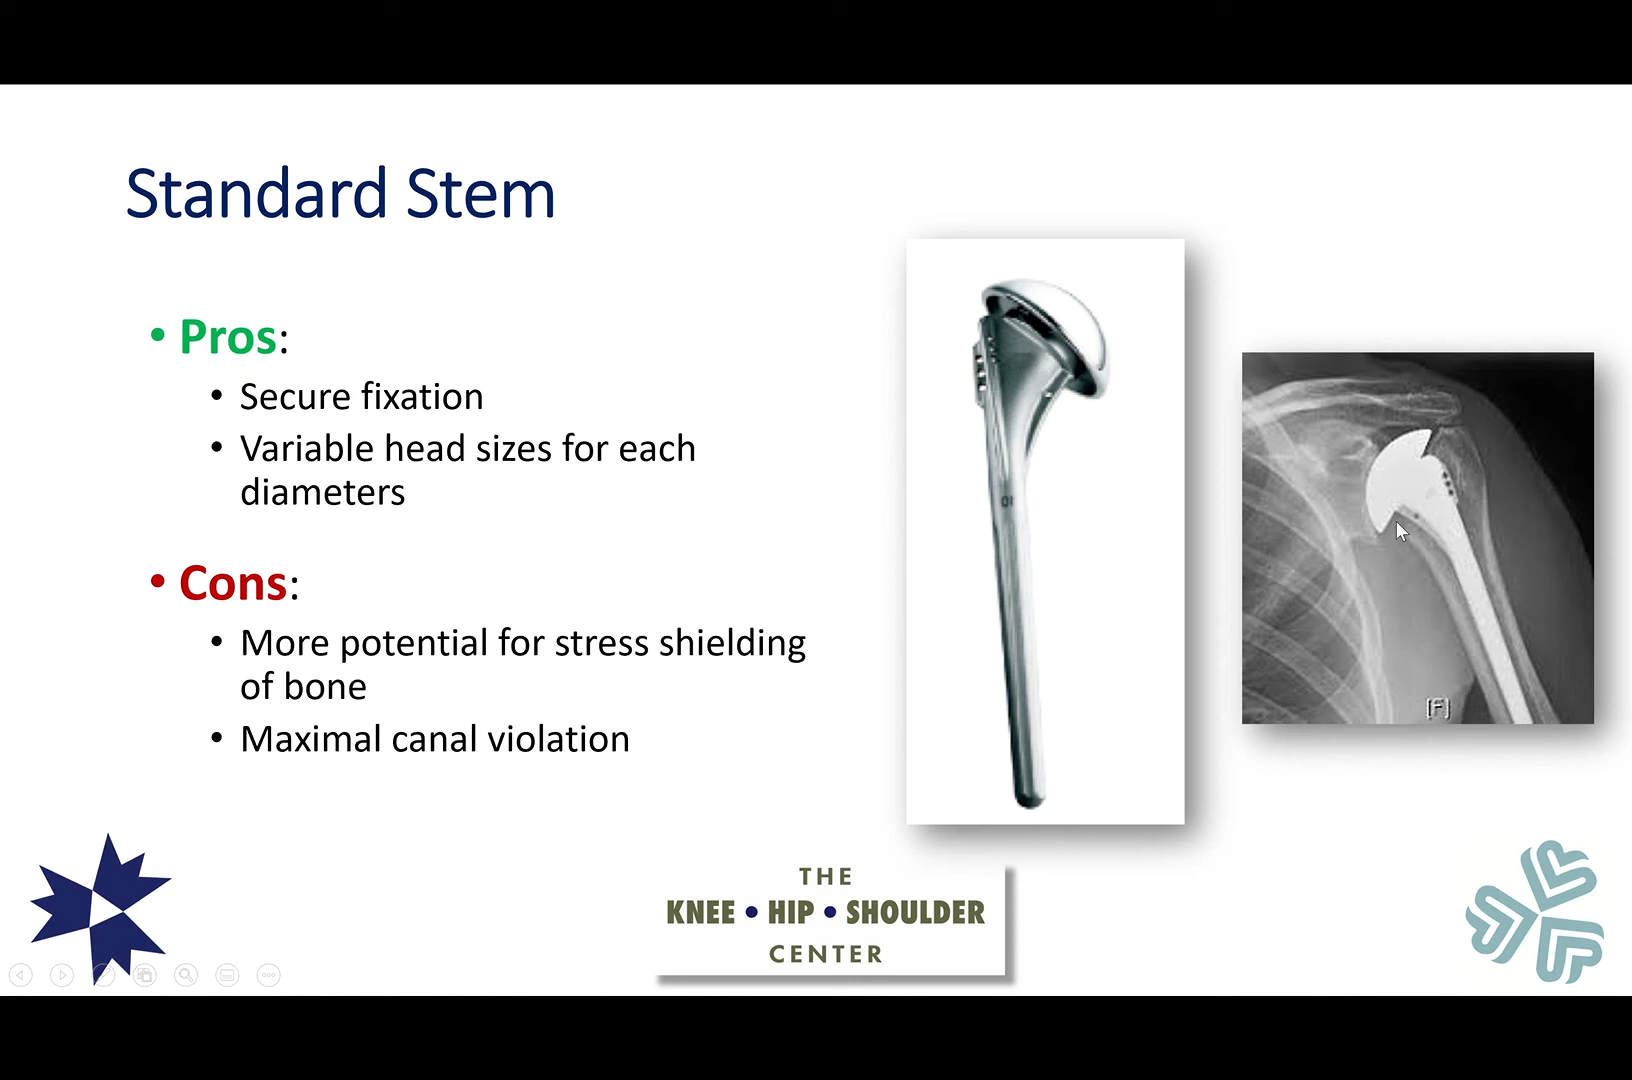 Standard Stem
• Pros:
• Secure fixation
• Variable head sizes for each
diameters
• Cons:
• More potential for stress shielding
of bone
• Maximal canal violation
[F]
THE
KNEE • HIP • SHOULDER
CENTER